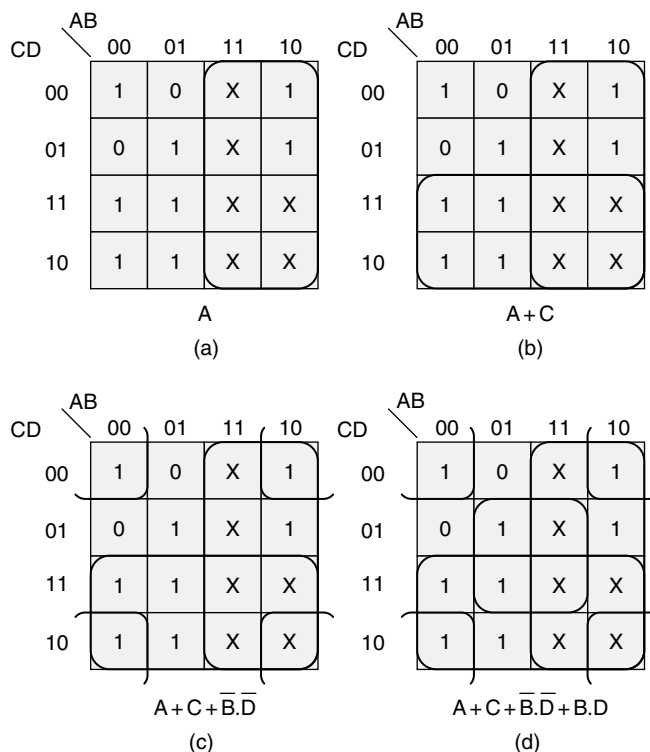 AB
CD 00 01 11 10
00 1 0 X 1
01 0 1 X 1
11 1 1 X X
10 1 1 X X
A
(a)
AB
CD 00 01 11 10
00 1 0 X 1
01 0 1 X 1
11 1 1 X X
10 1 1 X X
A + C
(b)
AB
CD 00 01 11 10
00 1 0 X 1
01 0 1 X 1
11 1 1 X X
10 1 1 X X
A + C + B̅.D̅
(c)
AB
CD 00 01 11 10
00 1 0 X 1
01 0 1 X 1
11 1 1 X X
10 1 1 X X
A + C + B̅.D̅ + B.D
(d)